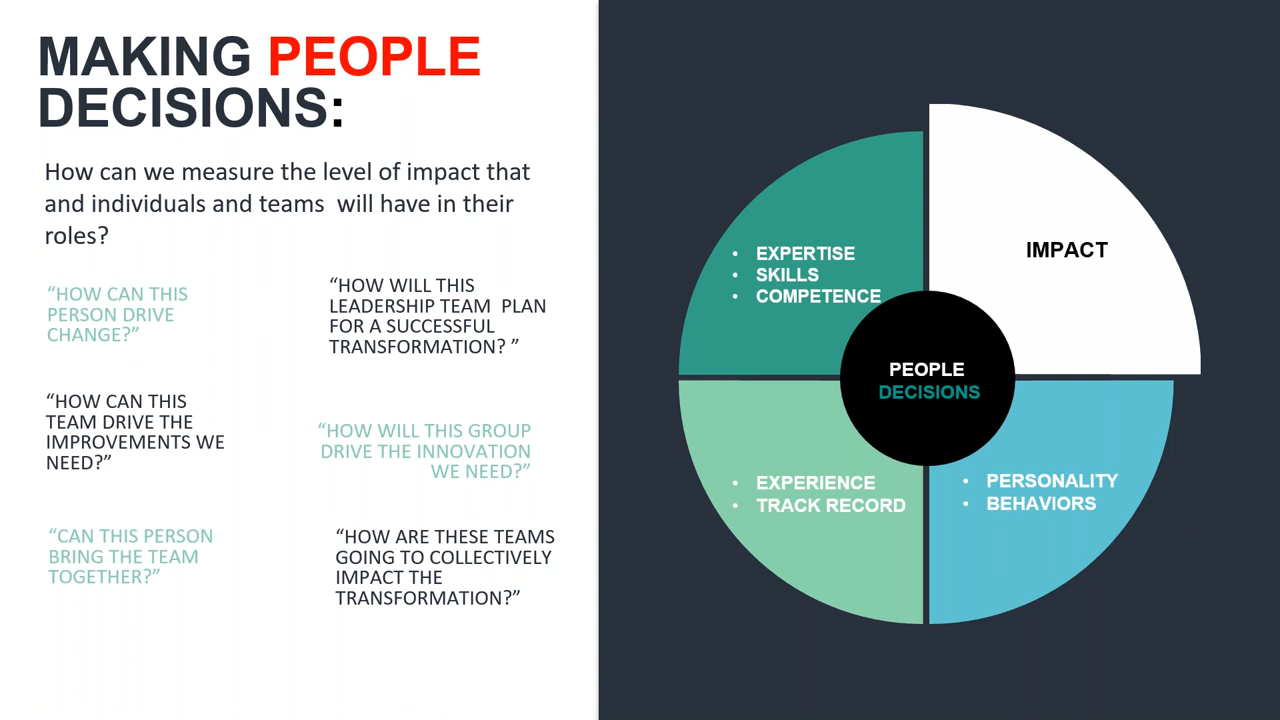 MAKING PEOPLE
DECISIONS:
How can we measure the level of impact that
and individuals and teams  will have in their
roles?
“HOW CAN THIS
PERSON DRIVE
CHANGE?”
“HOW WILL THIS
LEADERSHIP TEAM  PLAN
FOR A SUCCESSFUL
TRANSFORMATION? ”
“HOW CAN THIS
TEAM DRIVE THE
IMPROVEMENTS WE
NEED?”
“HOW WILL THIS GROUP
DRIVE THE INNOVATION
WE NEED?”
“CAN THIS PERSON
BRING THE TEAM
TOGETHER?”
“HOW ARE THESE TEAMS
GOING TO COLLECTIVELY
IMPACT THE
TRANSFORMATION?”
• EXPERTISE
• SKILLS
• COMPETENCE
IMPACT
PEOPLE
DECISIONS
• EXPERIENCE
• TRACK RECORD
• PERSONALITY
• BEHAVIORS